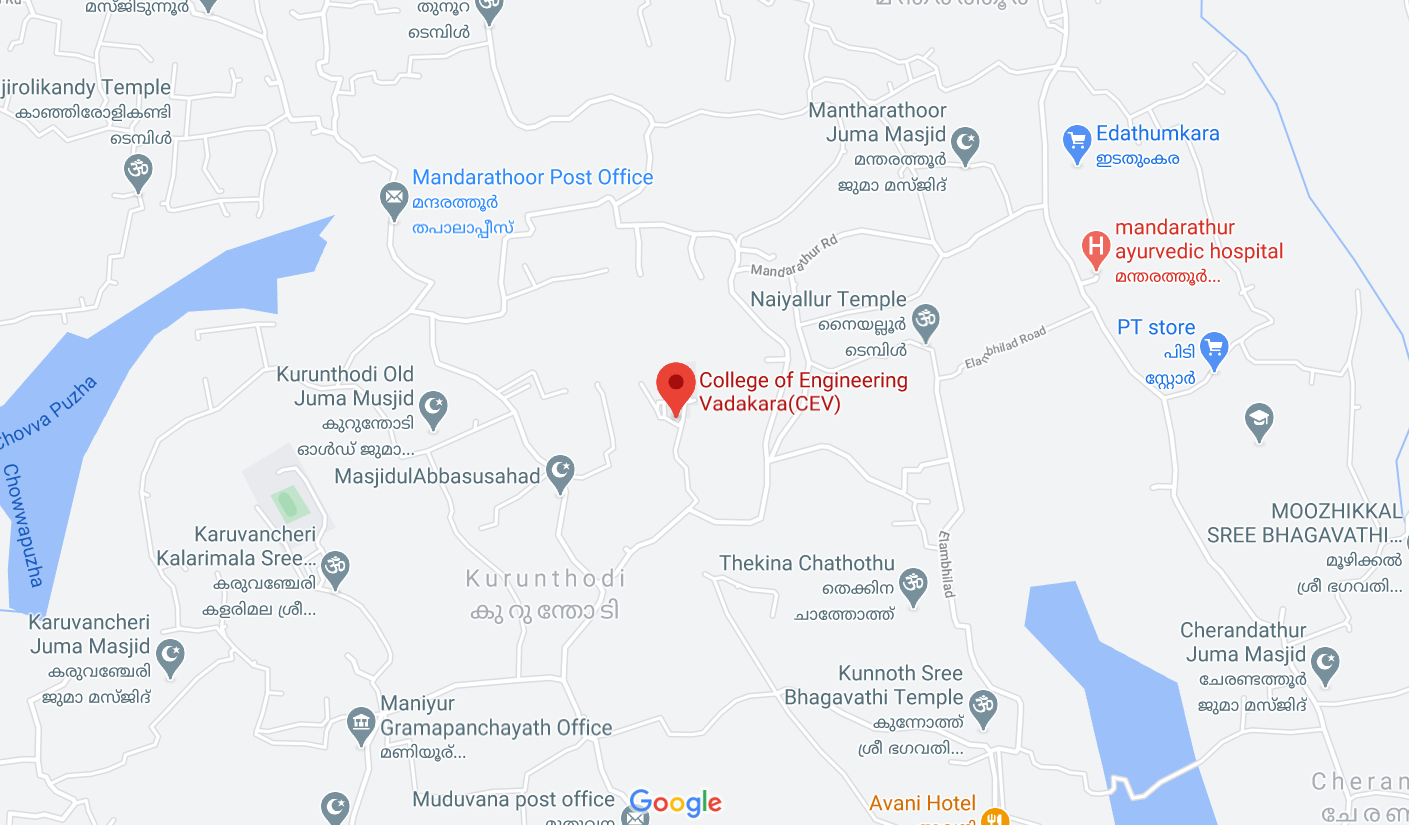 മസ്ജിടുന്നൂർ
തുനൂറ
ടെമ്പിൾ
jirolikandy Temple
കാഞ്ഞിരോളികണ്ടി
ടെമ്പിൾ
Mantharathoor
Juma Masjid
മന്തരത്തൂർ
ജുമാ മസ്ജിദ്
Edathumkara
ഇടതുംകര
Mandarathoor Post Office
മന്ദരത്തൂർ
തപാലാപ്പീസ്
mandarathur
ayurvedic hospital
മന്തരത്തൂർ...
Mandarathur Rd
Naiyallur Temple
നൈയല്ലൂർ
ടെമ്പിൾ
Elambhilad Road
PT store
പിടി
സ്റ്റോർ
Kurunthodi Old
Juma Musjid
കുറുന്തോടി
ഓൾഡ് ജുമാ...
College of Engineering
Vadakara(CEV)
Chovva Puzha
Chowwapuzha
MasjidulAbbasusahad
MOOZHIKKAL
SREE BHAGAVATHI...
മൂഴിക്കൽ
ശ്രീ ഭഗവതി...
Karuvancheri
Kalarimala Sree...
കരുവഞ്ചേരി
കളരിമല ശ്രീ...
Kurunthodi
കുറുന്തോടി
Thekina Chathothu
തെക്കിന
ചാത്തോത്ത്
Elambhilad
Karuvancheri
Juma Masjid
കരുവഞ്ചേരി
ജുമാ മസ്ജിദ്
Cherandathur
Juma Masjid
ചേരണ്ടത്തൂർ
ജുമാ മസ്ജിദ്
Kunnoth Sree
Bhagavathi Temple
കുന്നോത്ത്
ശ്രീ ഭഗവതി...
Maniyur
Gramapanchayath Office
മണിയൂര്...
Muduvana post office
Google
Avani Hotel
Cheran
ചേരണ